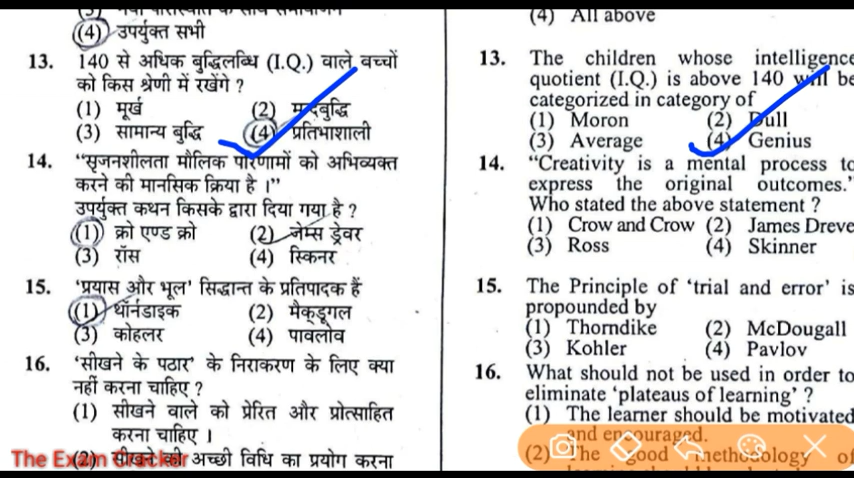 (4) उपर्युक्त सभी
13. 140 से अधिक बुद्धिलब्धि (I.Q.) वाले बच्चों
को किस श्रेणी में रखेंगे ?
(1) मूर्ख (2) मन्दबुद्धि
(3) सामान्य बुद्धि (4) प्रतिभाशाली
14. “सृजनशीलता मौलिक परिणामों को अभिव्यक्त
करने की मानसिक क्रिया है ।”
उपर्युक्त कथन किसके द्वारा दिया गया है ?
(1) क्रो एण्ड क्रो (2) जेम्स ड्रेवर
(3) रॉस (4) स्किनर
15. ‘प्रयास और भूल’ सिद्धान्त के प्रतिपादक हैं
(1) थॉर्नडाइक (2) मैक्डूगल
(3) कोहलर (4) पावलोव
16. ‘सीखने के पठार’ के निराकरण के लिए क्या
नहीं करना चाहिए ?
(1) सीखने वाले को प्रेरित और प्रोत्साहित
करना चाहिए ।
(2) सीखने की अच्छी विधि का प्रयोग करना
The Exam Cracker
(4) All above
13. The children whose intelligence
quotient (I.Q.) is above 140 will be
categorized in category of
(1) Moron (2) Dull
(3) Average (4) Genius
14. “Creativity is a mental process to
express the original outcomes.”
Who stated the above statement ?
(1) Crow and Crow (2) James Dreve
(3) Ross (4) Skinner
15. The Principle of ‘trial and error’ is
propounded by
(1) Thorndike (2) McDougall
(3) Kohler (4) Pavlov
16. What should not be used in order to
eliminate ‘plateaus of learning’ ?
(1) The learner should be motivated
and encouraged.
(2) The good methodology of